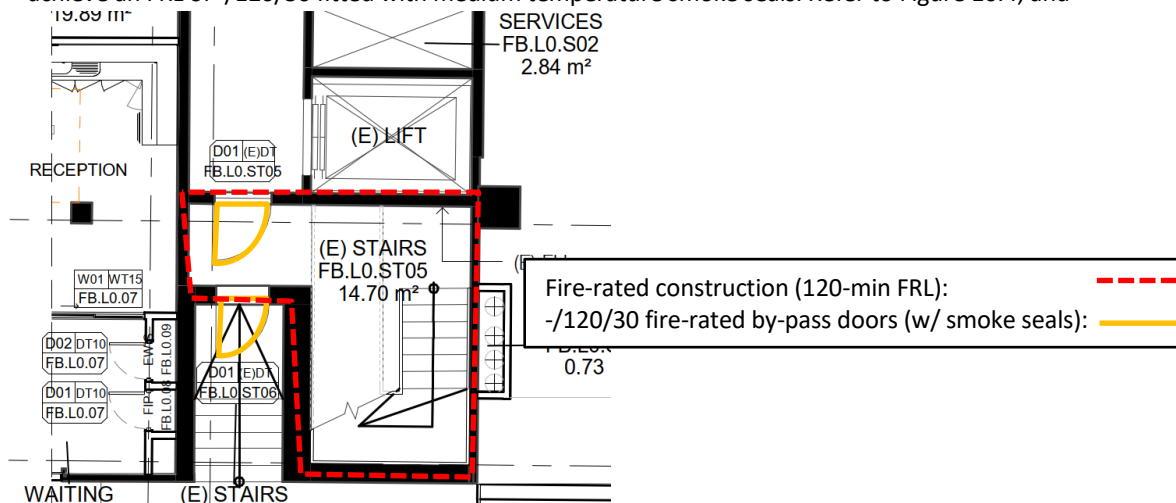 19.89 m²
SERVICES
FB.L0.S02
2.84 m²
(E) LIFT
D01 (E)DT
FB.L0.ST05
RECEPTION
(E) STAIRS
FB.L0.ST05
14.70 m²
W01 WT15
FB.L0.07
Fire-rated construction (120-min FRL):
-/120/30 fire-rated by-pass doors (w/ smoke seals):
0.73
D02 DT10
FB.L0.07
D01 DT10
FB.L0.07
FB.L0.09
FIP
FB.L0.08
D01 (E)DT
FB.L0.ST06
WAITING
(E) STAIRS